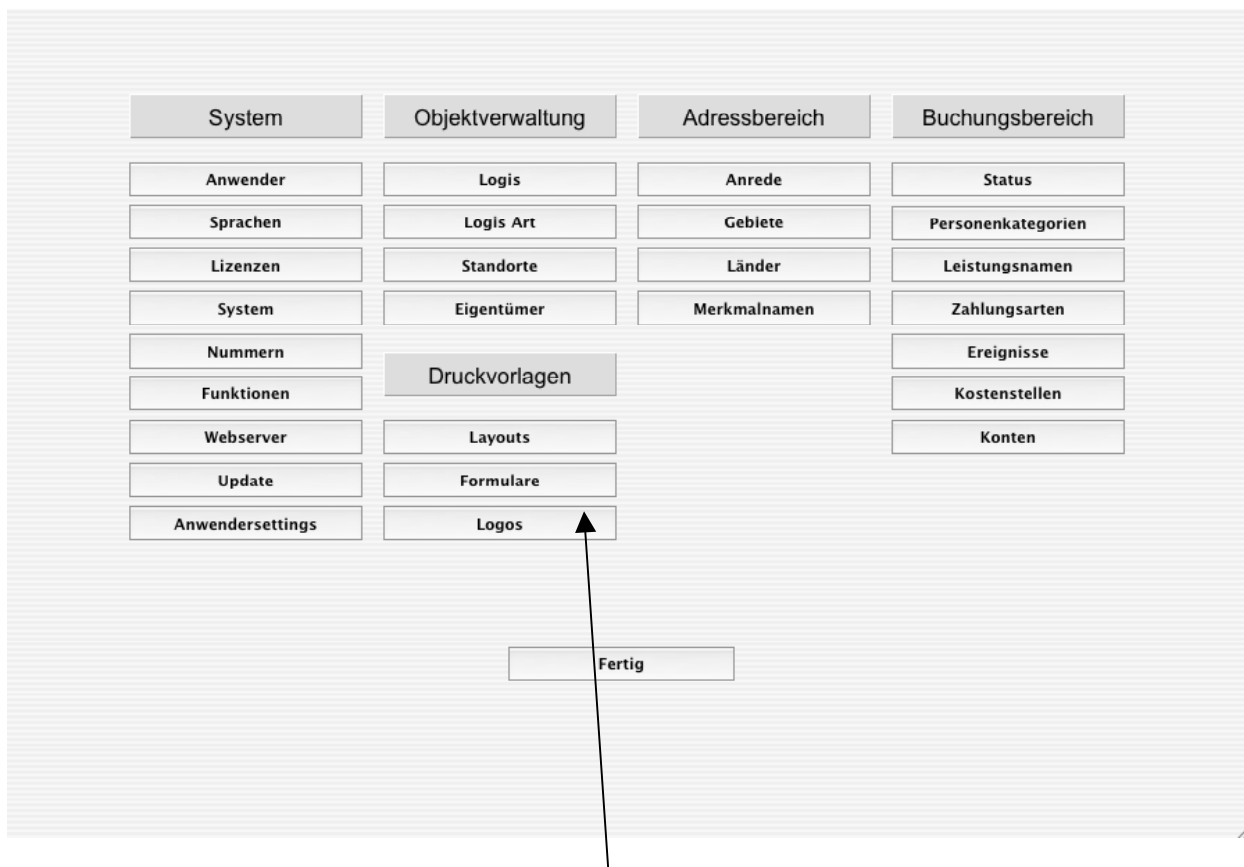 System
Anwender
Sprachen
Lizenzen
System
Nummern
Funktionen
Webserver
Update
Anwendersettings
Objektverwaltung
Logis
Logis Art
Standorte
Eigentümer
Druckvorlagen
Layouts
Formulare
Logos
Adressbereich
Anrede
Gebiete
Länder
Merkmalnamen
Buchungsbereich
Status
Personenkategorien
Leistungsnamen
Zahlungsarten
Ereignisse
Kostenstellen
Konten
Fertig